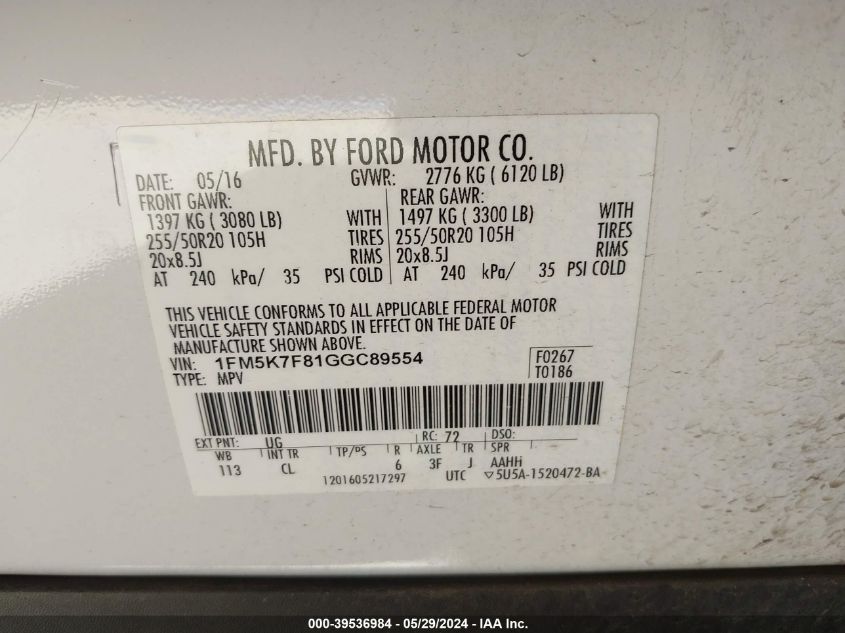 MFD. BY FORD MOTOR CO.
DATE: 05/16 GVWR: 2776 KG ( 6120 LB)
FRONT GAWR: REAR GAWR:
1397 KG ( 3080 LB) WITH 1497 KG ( 3300 LB) WITH
255/50R20 105H TIRES 255/50R20 105H TIRES
20x8.5J RIMS 20x8.5J RIMS
AT 240 kPa/ 35 PSI COLD AT 240 kPa/ 35 PSI COLD
THIS VEHICLE CONFORMS TO ALL APPLICABLE FEDERAL MOTOR
VEHICLE SAFETY STANDARDS IN EFFECT ON THE DATE OF
MANUFACTURE SHOWN ABOVE.
VIN: 1FM5K7F81GGC89554 F0267
TYPE: MPV T0186
EXT PNT: UG RC: 72 DSO:
WB INT TR TP/PS R AXLE TR SPR
113 CL 6 3F J AAHH
1201605217297 UTC ▽5U5A-1520472-BA
000-39536984 - 05/29/2024 - IAA Inc.